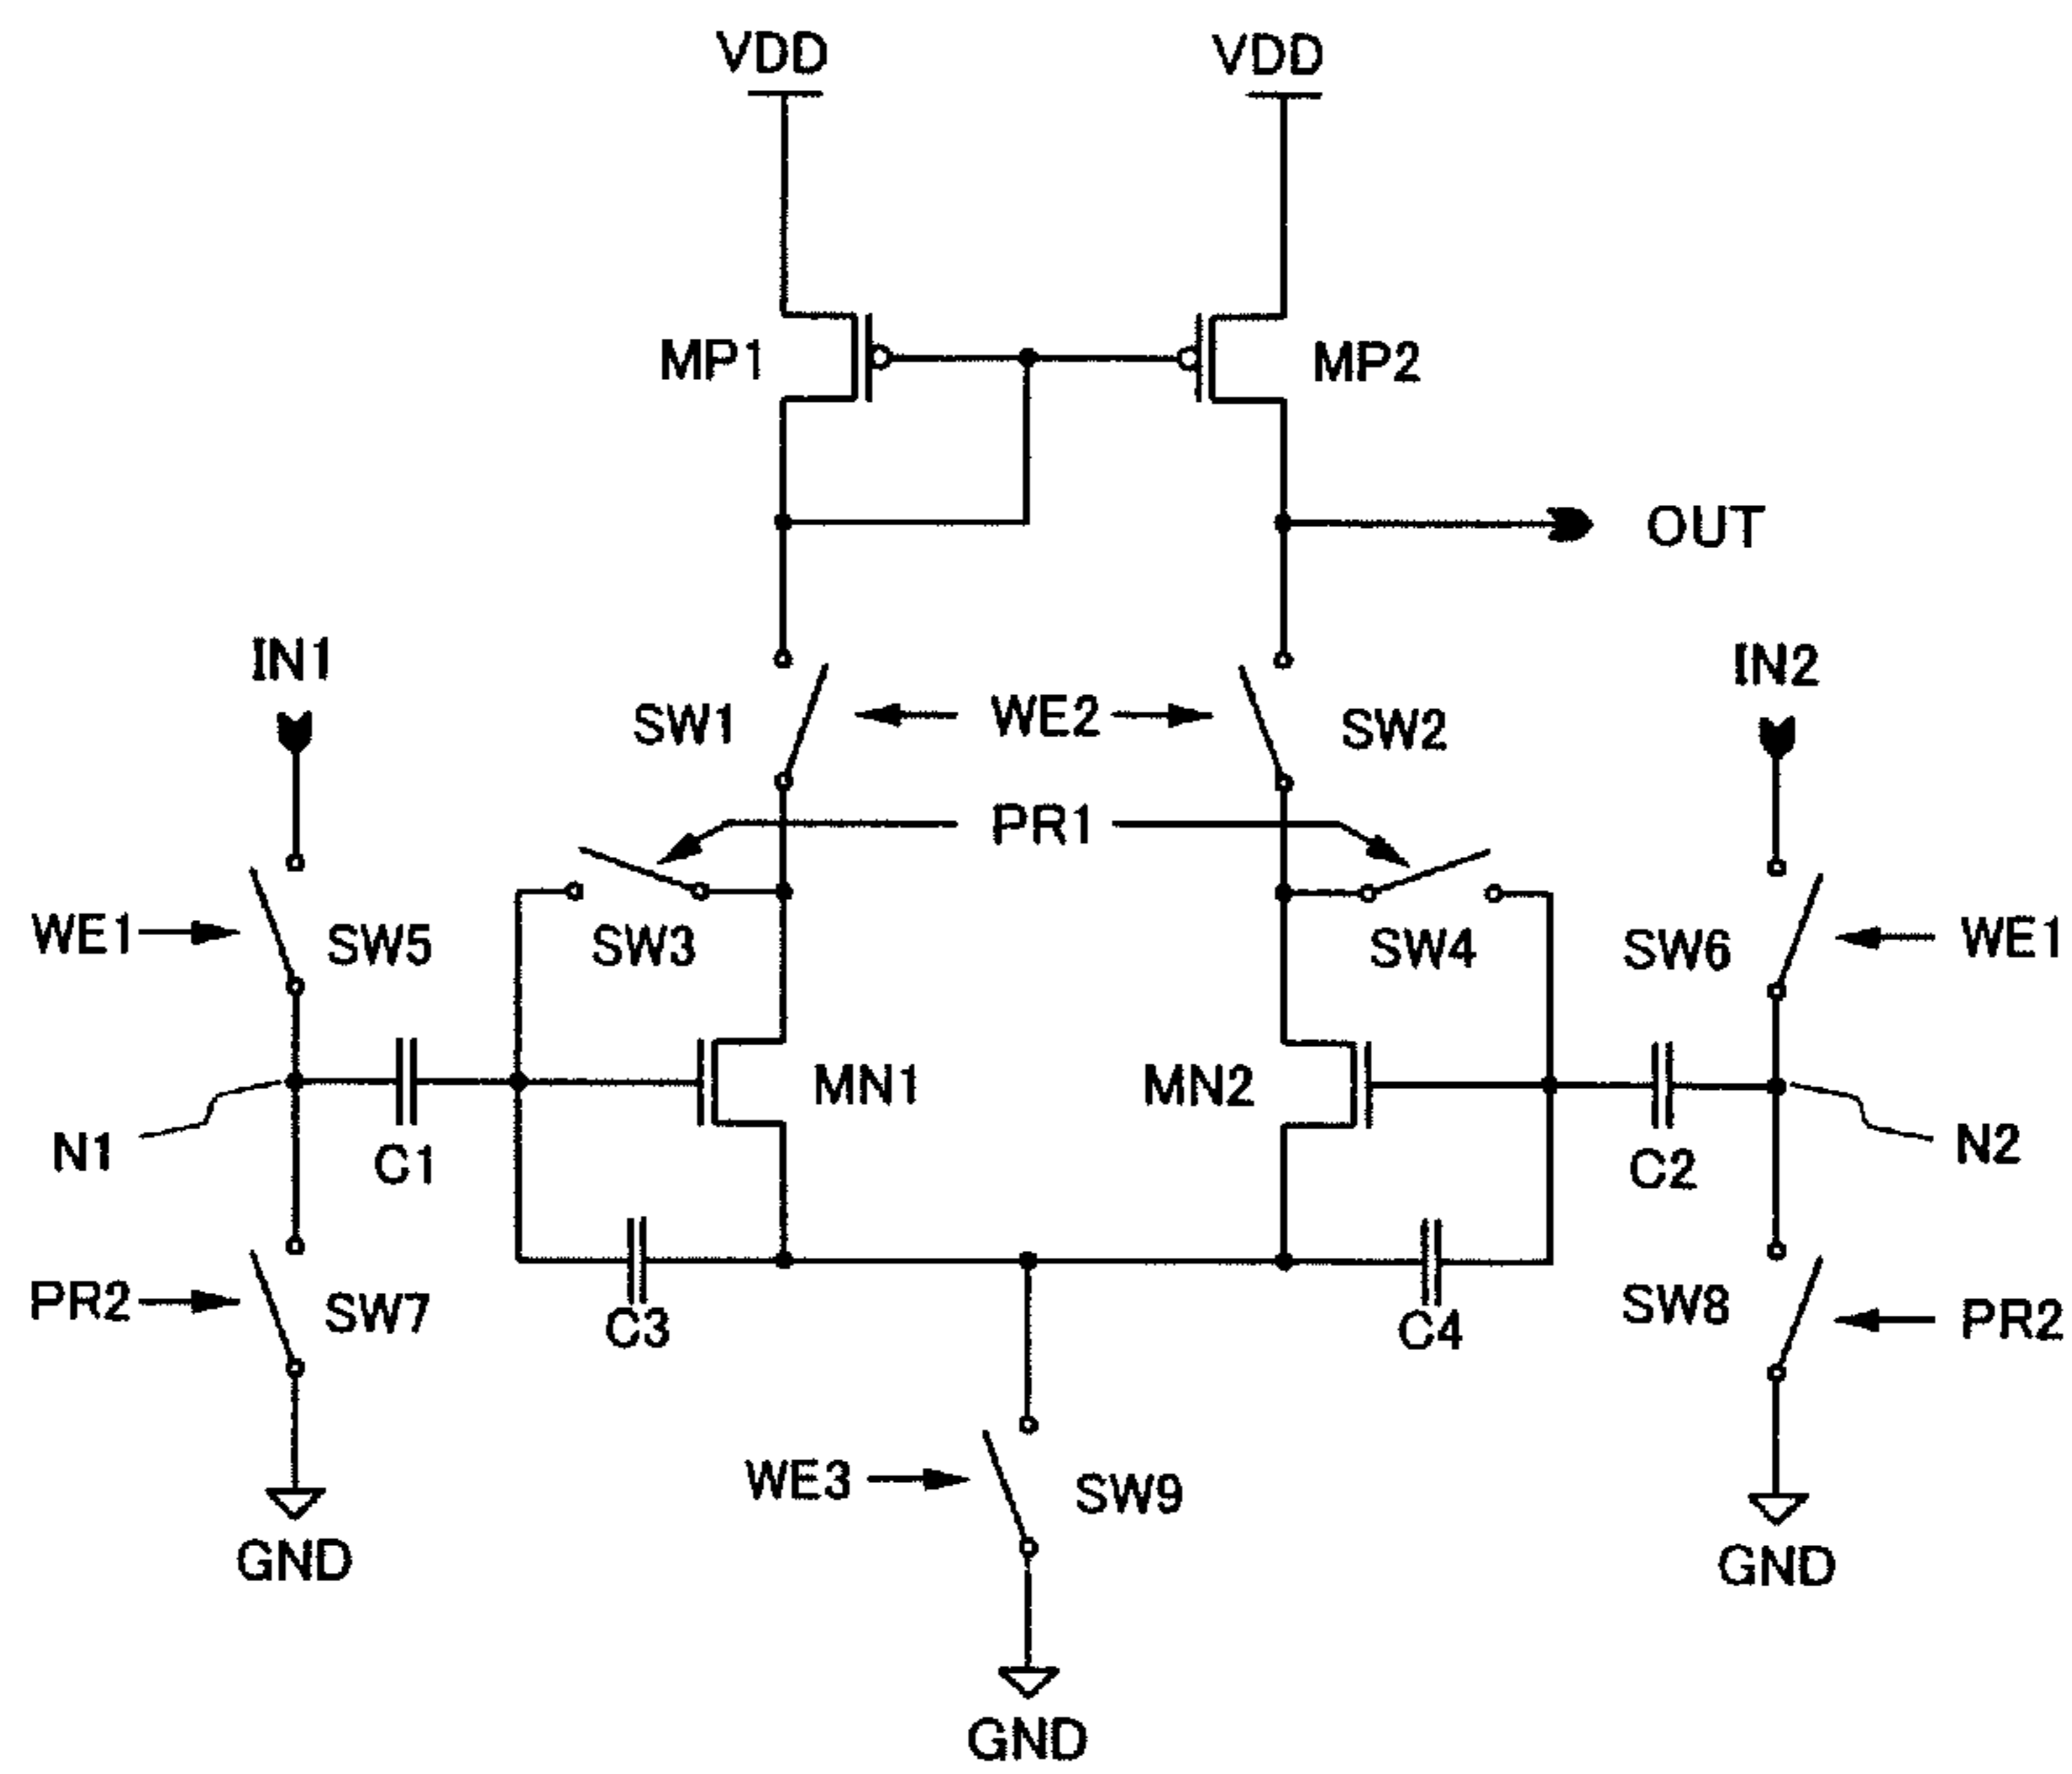 VDD VDD
MP1 MP2
OUT
IN1 IN2
SW1 WE2 SW2
PR1
WE1 SW5 SW3 SW4 SW6 WE1
MN1 MN2
N1 C1 C2 N2
PR2 SW7 C3 C4 SW8 PR2
WE3 SW9
GND GND
GND